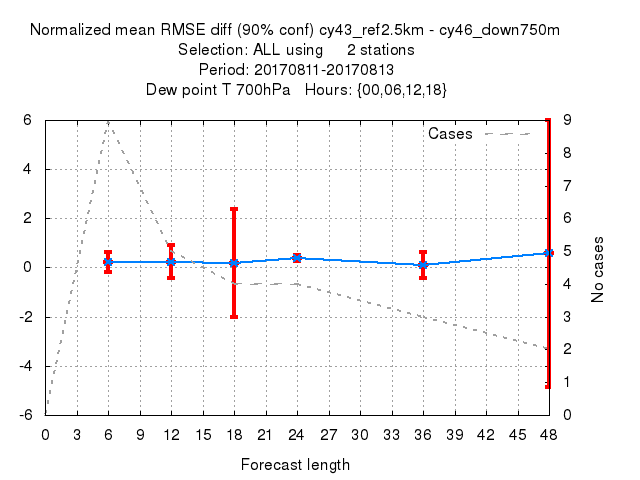 Normalized mean RMSE diff (90% conf) cy43_ref2.5km - cy46_down750m
Selection: ALL using 2 stations
Period: 20170811-20170813
Dew point T 700hPa Hours: {00,06,12,18}
Cases
6
4
2
0
-2
-4
-6
9
8
7
6
5
4
3
2
1
0
No cases
0 3 6 9 12 15 18 21 24 27 30 33 36 39 42 45 48
Forecast length